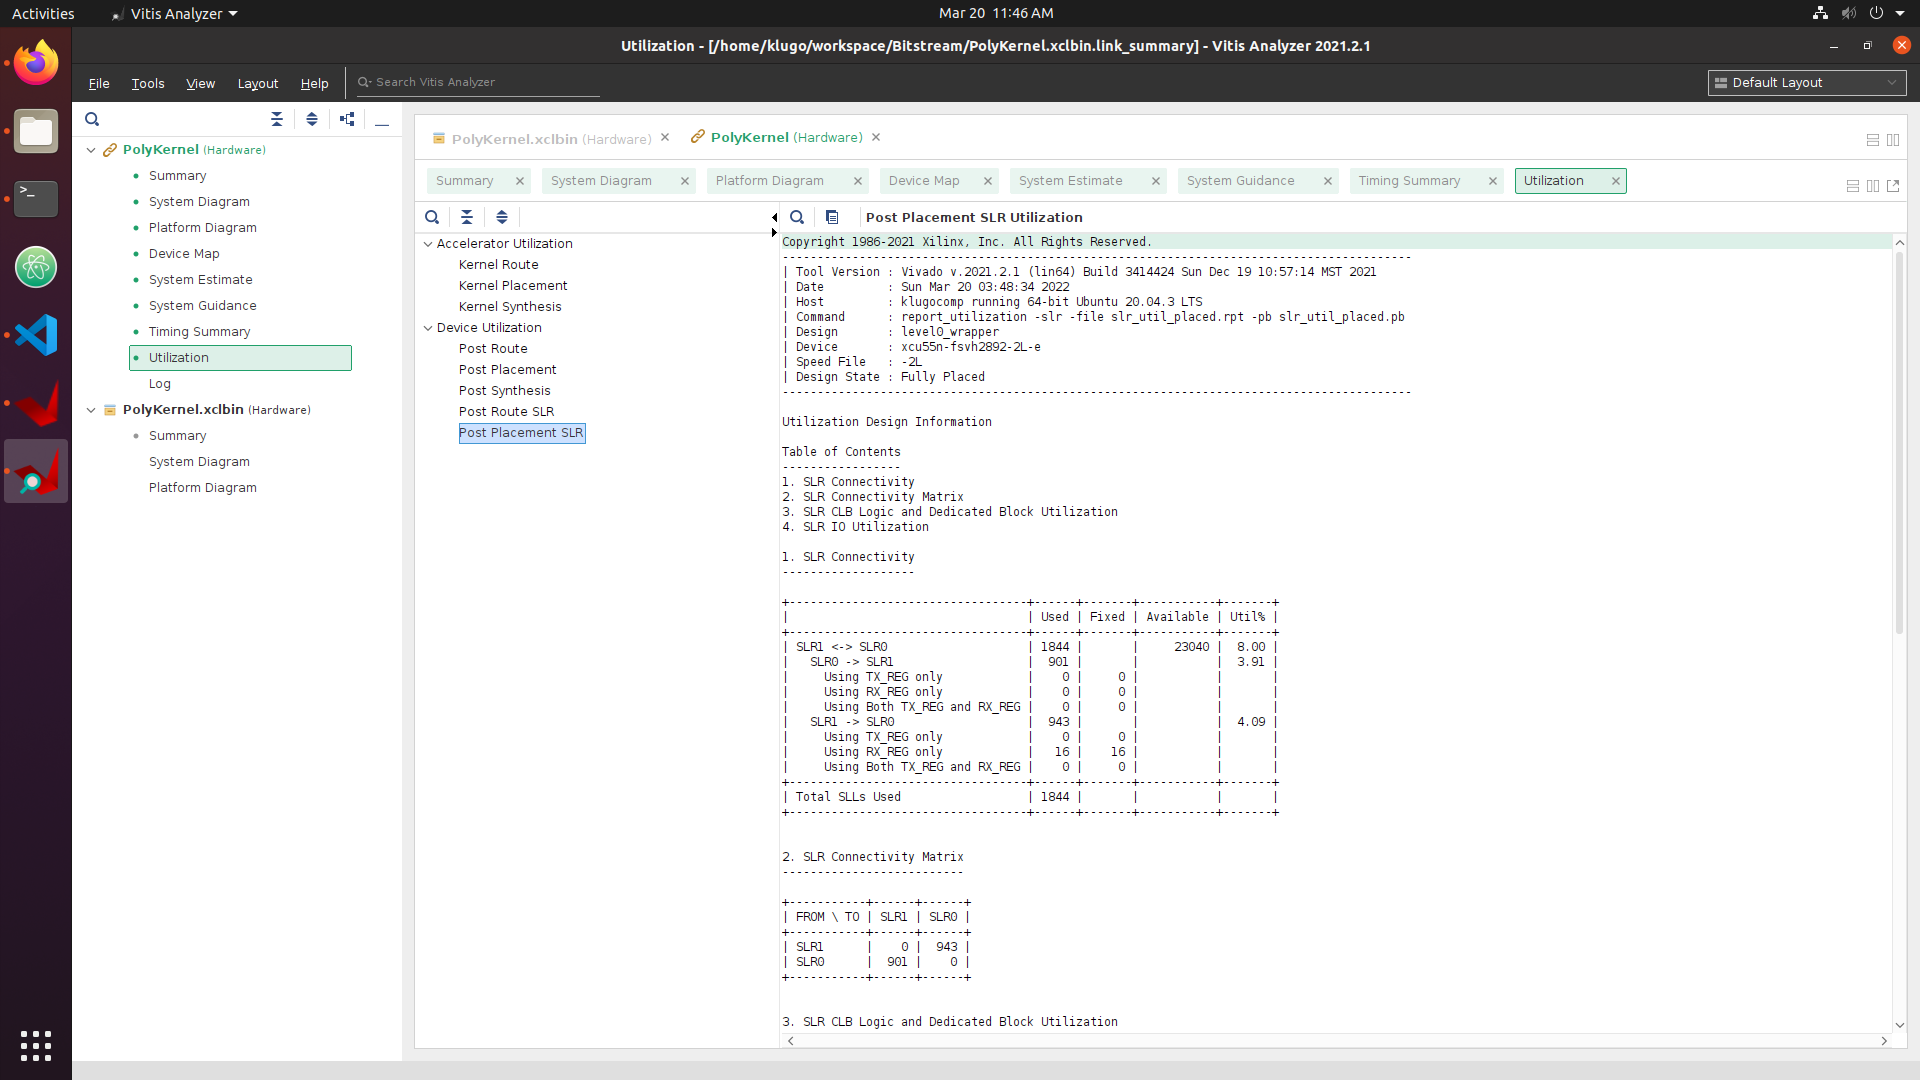 Activities
Vitis Analyzer
Mar 20 11:46 AM
Utilization - [/home/klugo/workspace/Bitstream/PolyKernel.xclbin.link_summary] - Vitis Analyzer 2021.2.1
File Tools View Layout Help
Search Vitis Analyzer
Default Layout
PolyKernel (Hardware)
Summary
System Diagram
Platform Diagram
Device Map
System Estimate
System Guidance
Timing Summary
Utilization
Log
PolyKernel.xclbin (Hardware)
Summary
System Diagram
Platform Diagram
PolyKernel.xclbin (Hardware)
PolyKernel (Hardware)
Summary
System Diagram
Platform Diagram
Device Map
System Estimate
System Guidance
Timing Summary
Utilization
Accelerator Utilization
Kernel Route
Kernel Placement
Kernel Synthesis
Device Utilization
Post Route
Post Placement
Post Synthesis
Post Route SLR
Post Placement SLR
Post Placement SLR Utilization
Copyright 1986-2021 Xilinx, Inc. All Rights Reserved.
------------------------------------------------------------------------------------------
| Tool Version : Vivado v.2021.2.1 (lin64) Build 3414424 Sun Dec 19 10:57:14 MST 2021
| Date         : Sun Mar 20 03:48:34 2022
| Host         : klugocomp running 64-bit Ubuntu 20.04.3 LTS
| Command      : report_utilization -slr -file slr_util_placed.rpt -pb slr_util_placed.pb
| Design       : level0_wrapper
| Device       : xcu55n-fsvh2892-2L-e
| Speed File   : -2L
| Design State : Fully Placed
------------------------------------------------------------------------------------------
Utilization Design Information
Table of Contents
-----------------
1. SLR Connectivity
2. SLR Connectivity Matrix
3. SLR CLB Logic and Dedicated Block Utilization
4. SLR IO Utilization
1. SLR Connectivity
-------------------
+----------------------------------+------+-------+-----------+-------+
|                                  | Used | Fixed | Available | Util% |
+----------------------------------+------+-------+-----------+-------+
| SLR1 <-> SLR0                    | 1844 |       |     23040 |  8.00 |
|   SLR0 -> SLR1                   |  901 |       |           |  3.91 |
|     Using TX_REG only            |    0 |     0 |           |       |
|     Using RX_REG only            |    0 |     0 |           |       |
|     Using Both TX_REG and RX_REG |    0 |     0 |           |       |
|   SLR1 -> SLR0                   |  943 |       |           |  4.09 |
|     Using TX_REG only            |    0 |     0 |           |       |
|     Using RX_REG only            |   16 |    16 |           |       |
|     Using Both TX_REG and RX_REG |    0 |     0 |           |       |
+----------------------------------+------+-------+-----------+-------+
| Total SLLs Used                  | 1844 |       |           |       |
+----------------------------------+------+-------+-----------+-------+
2. SLR Connectivity Matrix
--------------------------
+-----------+------+------+
| FROM \ TO | SLR1 | SLR0 |
+-----------+------+------+
| SLR1      |    0 |  943 |
| SLR0      |  901 |    0 |
+-----------+------+------+
3. SLR CLB Logic and Dedicated Block Utilization